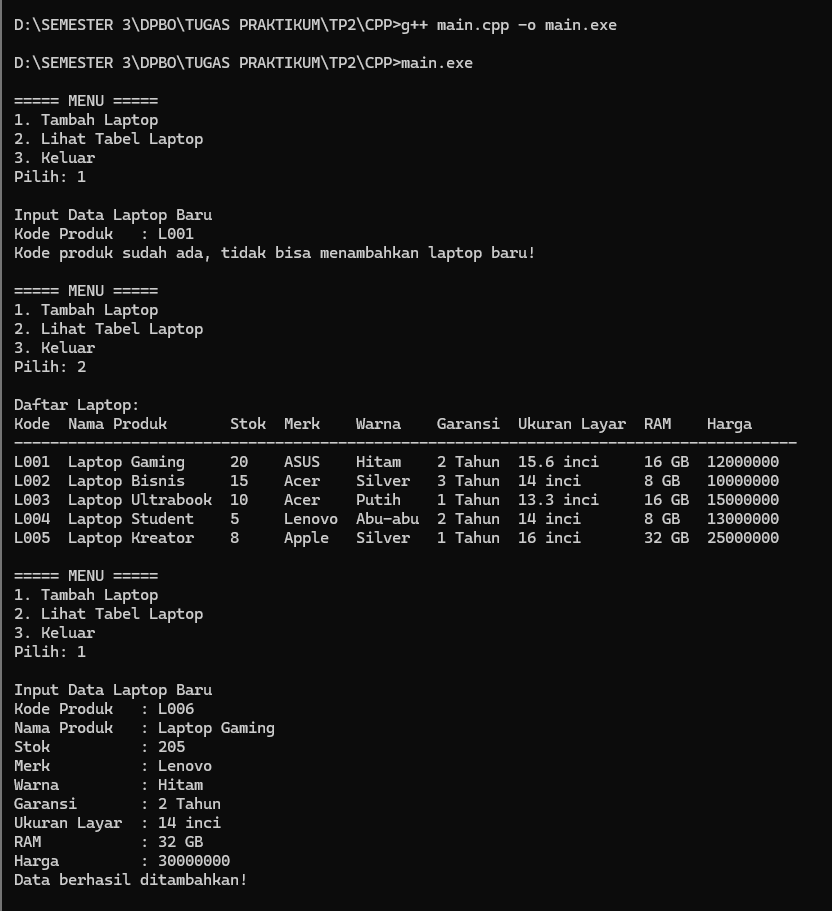 D:\SEMESTER 3\DPBO\TUGAS PRAKTIKUM\TP2\CPP>g++ main.cpp -o main.exe
D:\SEMESTER 3\DPBO\TUGAS PRAKTIKUM\TP2\CPP>main.exe
===== MENU =====
1. Tambah Laptop
2. Lihat Tabel Laptop
3. Keluar
Pilih: 1
Input Data Laptop Baru
Kode Produk   : L001
Kode produk sudah ada, tidak bisa menambahkan laptop baru!
===== MENU =====
1. Tambah Laptop
2. Lihat Tabel Laptop
3. Keluar
Pilih: 2
Daftar Laptop:
Kode  Nama Produk       Stok  Merk    Warna    Garansi  Ukuran Layar  RAM    Harga
---------------------------------------------------------------------------------------
L001  Laptop Gaming     20    ASUS    Hitam    2 Tahun  15.6 inci     16 GB  12000000
L002  Laptop Bisnis     15    Acer    Silver   3 Tahun  14 inci       8 GB   10000000
L003  Laptop Ultrabook  10    Acer    Putih    1 Tahun  13.3 inci     16 GB  15000000
L004  Laptop Student    5     Lenovo  Abu-abu  2 Tahun  14 inci       8 GB   13000000
L005  Laptop Kreator    8     Apple   Silver   1 Tahun  16 inci       32 GB  25000000
===== MENU =====
1. Tambah Laptop
2. Lihat Tabel Laptop
3. Keluar
Pilih: 1
Input Data Laptop Baru
Kode Produk   : L006
Nama Produk   : Laptop Gaming
Stok          : 205
Merk          : Lenovo
Warna         : Hitam
Garansi       : 2 Tahun
Ukuran Layar  : 14 inci
RAM           : 32 GB
Harga         : 30000000
Data berhasil ditambahkan!